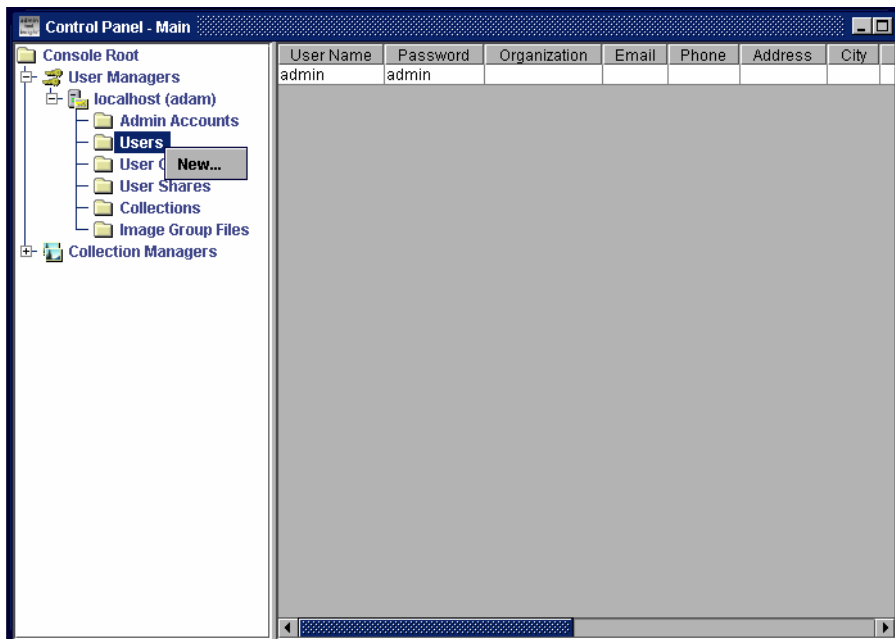 Control Panel - Main
Console Root
User Managers
localhost (adam)
Admin Accounts
Users
New...
User
User Shares
Collections
Image Group Files
Collection Managers
User Name Password Organization Email Phone Address City
admin admin